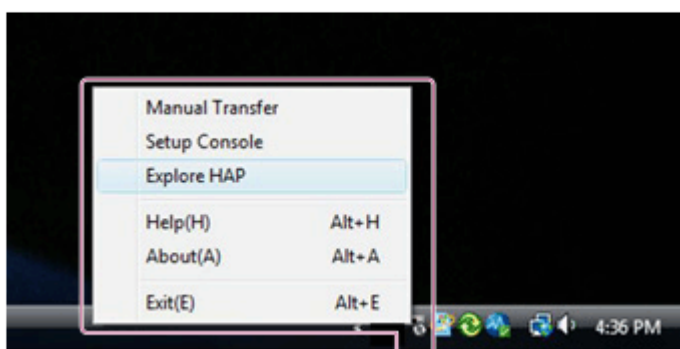 Manual Transfer
Setup Console
Explore HAP
Help(H) Alt+H
About(A) Alt+A
Exit(E) Alt+E
4:36 PM